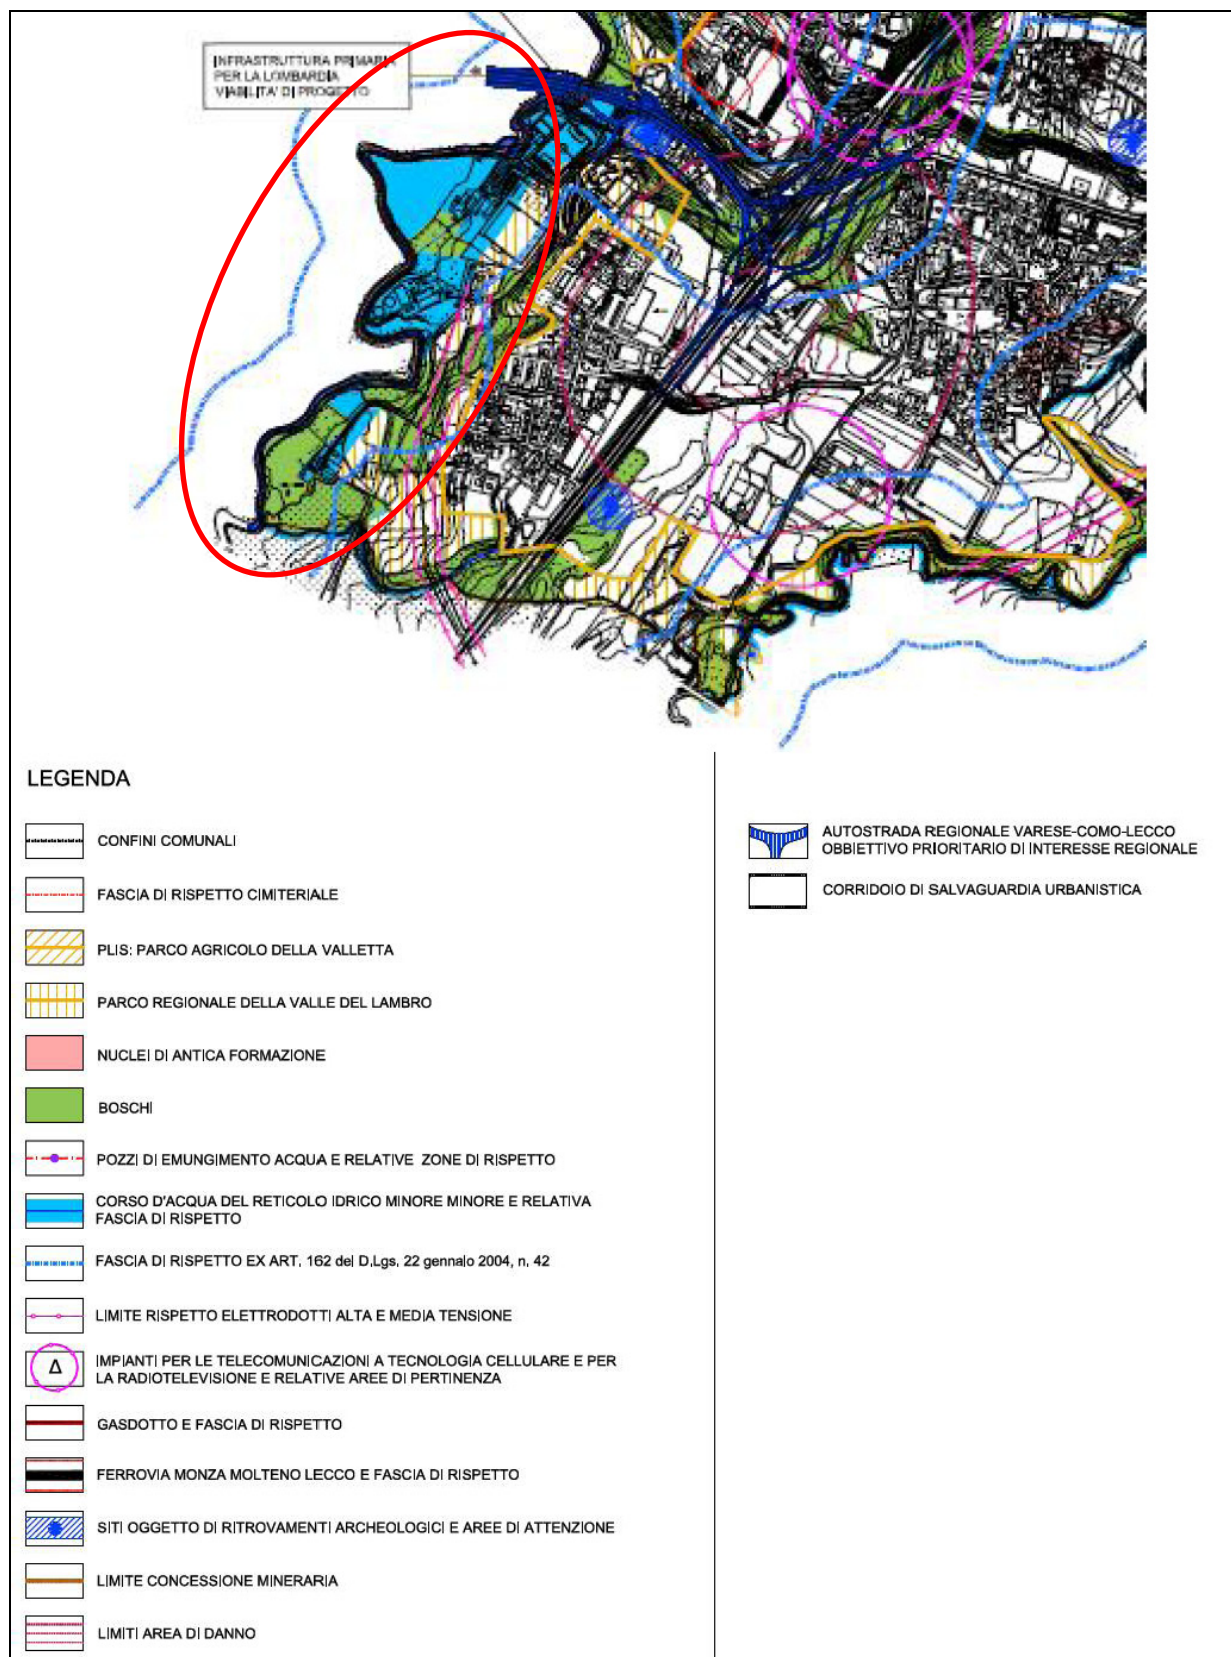 INFRASTRUTTURA PRIMARIA
PER LA LOMBARDIA
VIABILITA' DI PROGETTO
LEGENDA
CONFINI COMUNALI
FASCIA DI RISPETTO CIMITERIALE
PLIS: PARCO AGRICOLO DELLA VALLETTA
PARCO REGIONALE DELLA VALLE DEL LAMBRO
NUCLEI DI ANTICA FORMAZIONE
BOSCHI
POZZI DI EMUNGIMENTO ACQUA E RELATIVE ZONE DI RISPETTO
CORSO D'ACQUA DEL RETICOLO IDRICO MINORE MINORE E RELATIVA
FASCIA DI RISPETTO
FASCIA DI RISPETTO EX ART. 162 del D.Lgs. 22 gennaio 2004, n. 42
LIMITE RISPETTO ELETTRODOTTI ALTA E MEDIA TENSIONE
Δ
IMPIANTI PER LE TELECOMUNICAZIONI A TECNOLOGIA CELLULARE E PER
LA RADIOTELEVISIONE E RELATIVE AREE DI PERTINENZA
GASDOTTO E FASCIA DI RISPETTO
FERROVIA MONZA MOLTENO LECCO E FASCIA DI RISPETTO
SITI OGGETTO DI RITROVAMENTI ARCHEOLOGICI E AREE DI ATTENZIONE
LIMITE CONCESSIONE MINERARIA
LIMITI AREA DI DANNO
AUTOSTRADA REGIONALE VARESE-COMO-LECCO
OBBIETTIVO PRIORITARIO DI INTERESSE REGIONALE
CORRIDOIO DI SALVAGUARDIA URBANISTICA